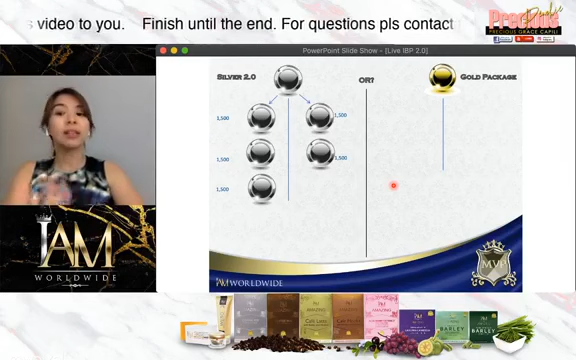 s video to you.    Finish until the end. For questions pls contact
Precious
PRECIOUS GRACE CAPILI
PowerPoint Slide Show - [Live IBP 2.0]
SILVER 2.0
OR?
GOLD PACKAGE
1,500
1,500
1,500
1,500
1,500
IAM
WORLDWIDE
IAMWORLDWIDE
MVP
BARLEY
BARLEY